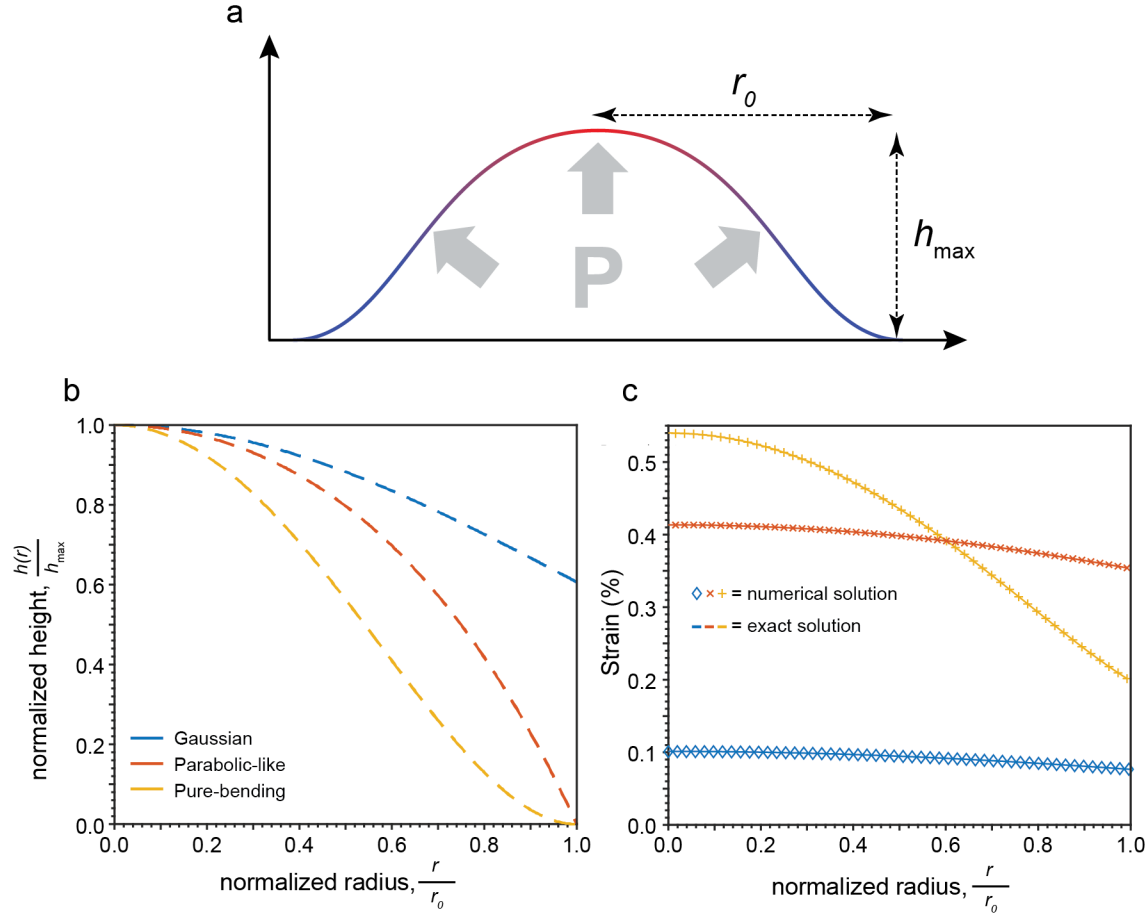 a
r0
hmax
P
b
1.0
0.8
0.6
0.4
0.2
0.0
normalized height, h(r)/hmax
Gaussian
Parabolic-like
Pure-bending
0.0 0.2 0.4 0.6 0.8 1.0
normalized radius, r/r0
c
0.5
0.4
0.3
0.2
0.1
0.0
Strain (%)
= numerical solution
= exact solution
0.0 0.2 0.4 0.6 0.8 1.0
normalized radius, r/r0